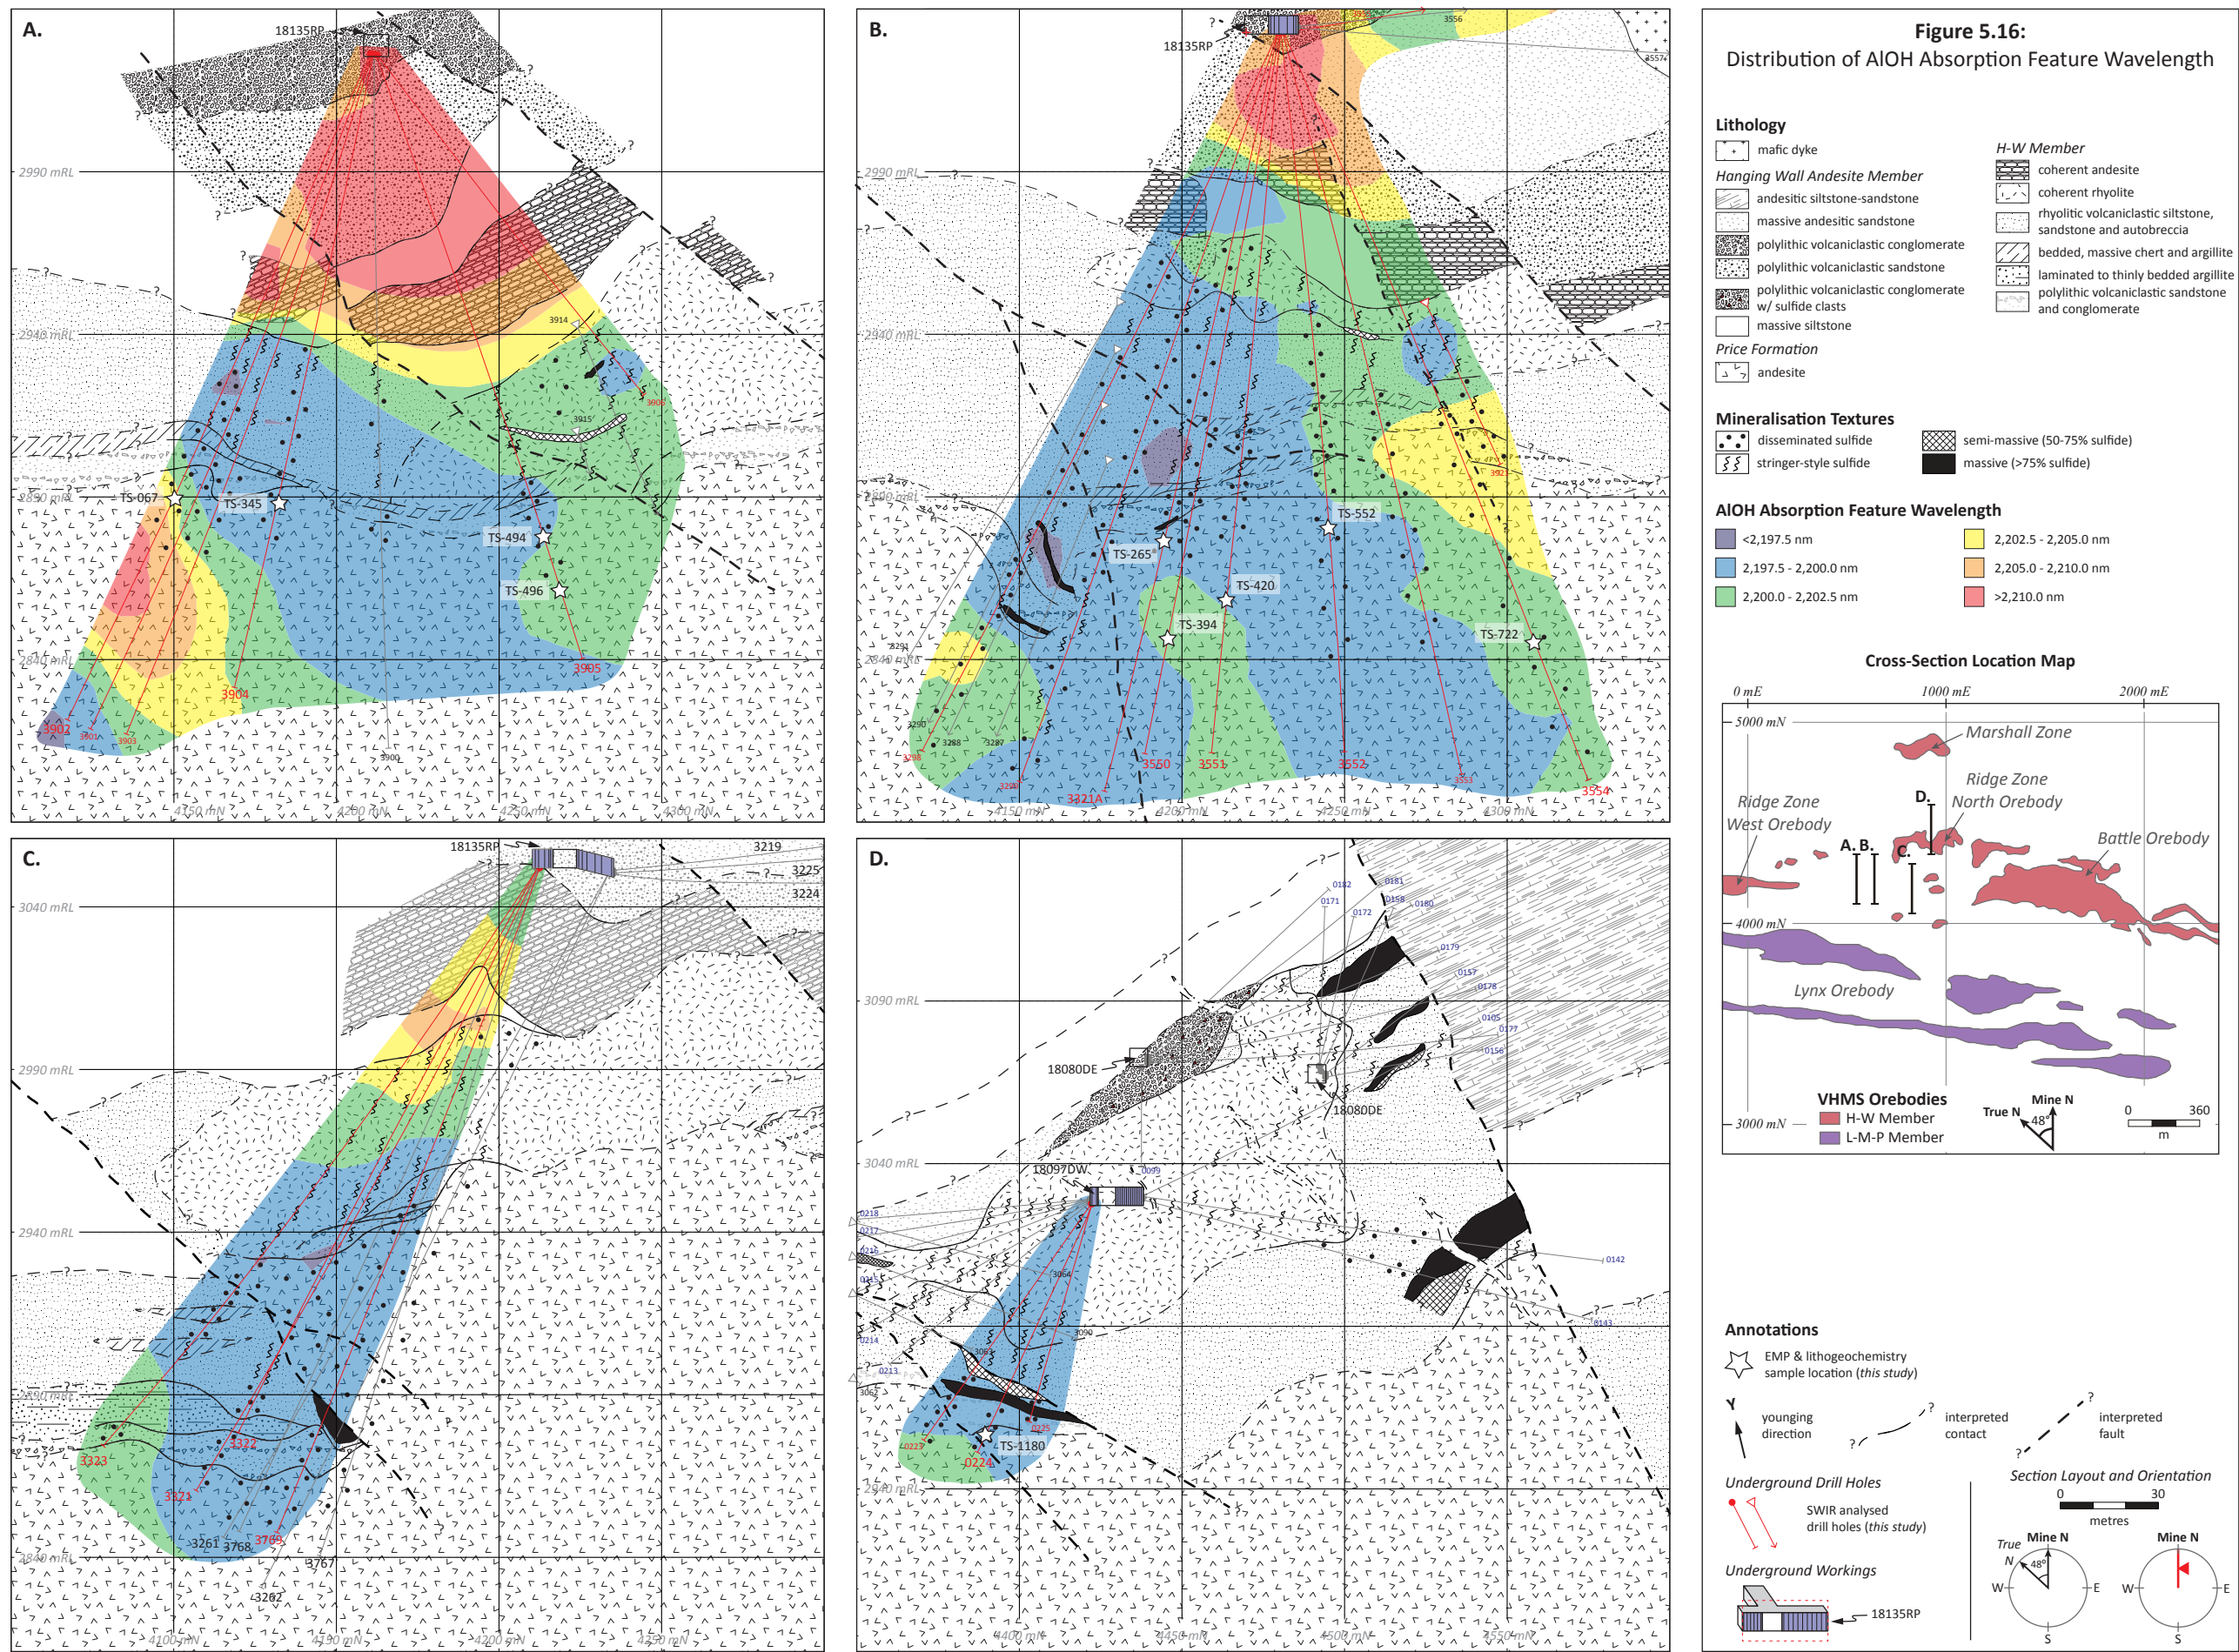 A.
18135RP
2990 mRL
2940 mRL
2890 mRL
2840 mRL
3914
3915
3905
TS-067
TS-345
TS-494
TS-496
3904
3905
3902
3901
3903
3900
4150 mN
4200 mN
4250 mN
4300 mN
B.
18135RP
3556
3557
2990 mRL
2940 mRL
2890 mRL
2840 mRL
TS-552
TS-265
TS-420
TS-394
TS-722
3291
3290
3288
3287
3298
3299
3321A
3550
3551
3552
3553
3554
4150 mN
4200 mN
4250 mN
4300 mN
C.
18135RP
3219
3225
3224
3040 mRL
2990 mRL
2940 mRL
2890 mRL
2840 mRL
3323
3322
3321
3261
3768
3769
3767
3262
4100 mN
4150 mN
4200 mN
4250 mN
D.
0182
0181
0171
0158
0180
0172
0179
0157
0178
0105
0177
0156
3090 mRL
18080DE
18080DE
3040 mRL
18097DW
0099
0218
0217
0216
0215
0214
0213
3062
3064
3090
3063
0142
0143
0223
0225
TS-1180
0224
2940 mRL
4400 mN
4450 mN
4500 mN
4550 mN
Figure 5.16:
Distribution of AlOH Absorption Feature Wavelength
Lithology
mafic dyke
Hanging Wall Andesite Member
andesitic siltstone-sandstone
massive andesitic sandstone
polylithic volcaniclastic conglomerate
polylithic volcaniclastic sandstone
polylithic volcaniclastic conglomerate
w/ sulfide clasts
massive siltstone
Price Formation
andesite
H-W Member
coherent andesite
coherent rhyolite
rhyolitic volcaniclastic siltstone,
sandstone and autobreccia
bedded, massive chert and argillite
laminated to thinly bedded argillite
polylithic volcaniclastic sandstone
and conglomerate
Mineralisation Textures
disseminated sulfide
semi-massive (50-75% sulfide)
stringer-style sulfide
massive (>75% sulfide)
AlOH Absorption Feature Wavelength
<2,197.5 nm
2,202.5 - 2,205.0 nm
2,197.5 - 2,200.0 nm
2,205.0 - 2,210.0 nm
2,200.0 - 2,202.5 nm
>2,210.0 nm
Cross-Section Location Map
0 mE
1000 mE
2000 mE
5000 mN
Marshall Zone
Ridge Zone
North Orebody
D.
Ridge Zone
West Orebody
Battle Orebody
A.
B.
C.
4000 mN
Lynx Orebody
3000 mN
VHMS Orebodies
H-W Member
L-M-P Member
Mine N
True N
48°
0
360
m
Annotations
EMP & lithogeochemistry
sample location (this study)
Y
younging
direction
?
interpreted
contact
?
?
interpreted
fault
?
Underground Drill Holes
SWIR analysed
drill holes (this study)
Underground Workings
18135RP
Section Layout and Orientation
0
30
metres
True
N
Mine N
48°
W
E
S
Mine N
W
E
S